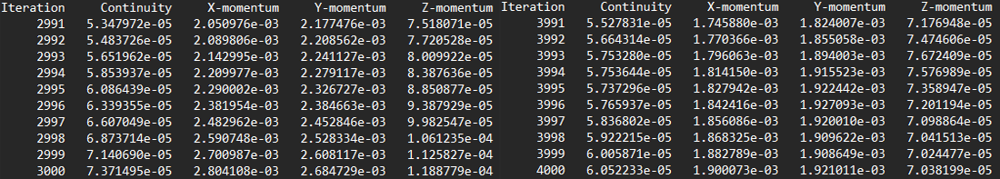 Iteration Continuity X-momentum Y-momentum Z-momentum Iteration Continuity X-momentum Y-momentum Z-momentum
2991 5.347972e-05 2.050976e-03 2.177476e-03 7.518071e-05 3991 5.527831e-05 1.745880e-03 1.824007e-03 7.176948e-05
2992 5.483726e-05 2.089806e-03 2.208562e-03 7.720528e-05 3992 5.664314e-05 1.770366e-03 1.855058e-03 7.474606e-05
2993 5.651962e-05 2.142995e-03 2.241127e-03 8.009922e-05 3993 5.753280e-05 1.796063e-03 1.894003e-03 7.672409e-05
2994 5.853937e-05 2.209977e-03 2.279117e-03 8.387636e-05 3994 5.753644e-05 1.814150e-03 1.915523e-03 7.576989e-05
2995 6.086439e-05 2.290002e-03 2.326727e-03 8.850877e-05 3995 5.737296e-05 1.827942e-03 1.922442e-03 7.358947e-05
2996 6.339355e-05 2.381954e-03 2.384663e-03 9.387929e-05 3996 5.765937e-05 1.842416e-03 1.927093e-03 7.201194e-05
2997 6.607049e-05 2.482962e-03 2.452846e-03 9.982547e-05 3997 5.836802e-05 1.856086e-03 1.920010e-03 7.098864e-05
2998 6.873714e-05 2.590748e-03 2.528334e-03 1.061235e-04 3998 5.922215e-05 1.868325e-03 1.909622e-03 7.041513e-05
2999 7.140690e-05 2.700987e-03 2.608117e-03 1.125827e-04 3999 6.005871e-05 1.882789e-03 1.908649e-03 7.024477e-05
3000 7.371495e-05 2.804108e-03 2.684729e-03 1.188779e-04 4000 6.052233e-05 1.900073e-03 1.921011e-03 7.038199e-05